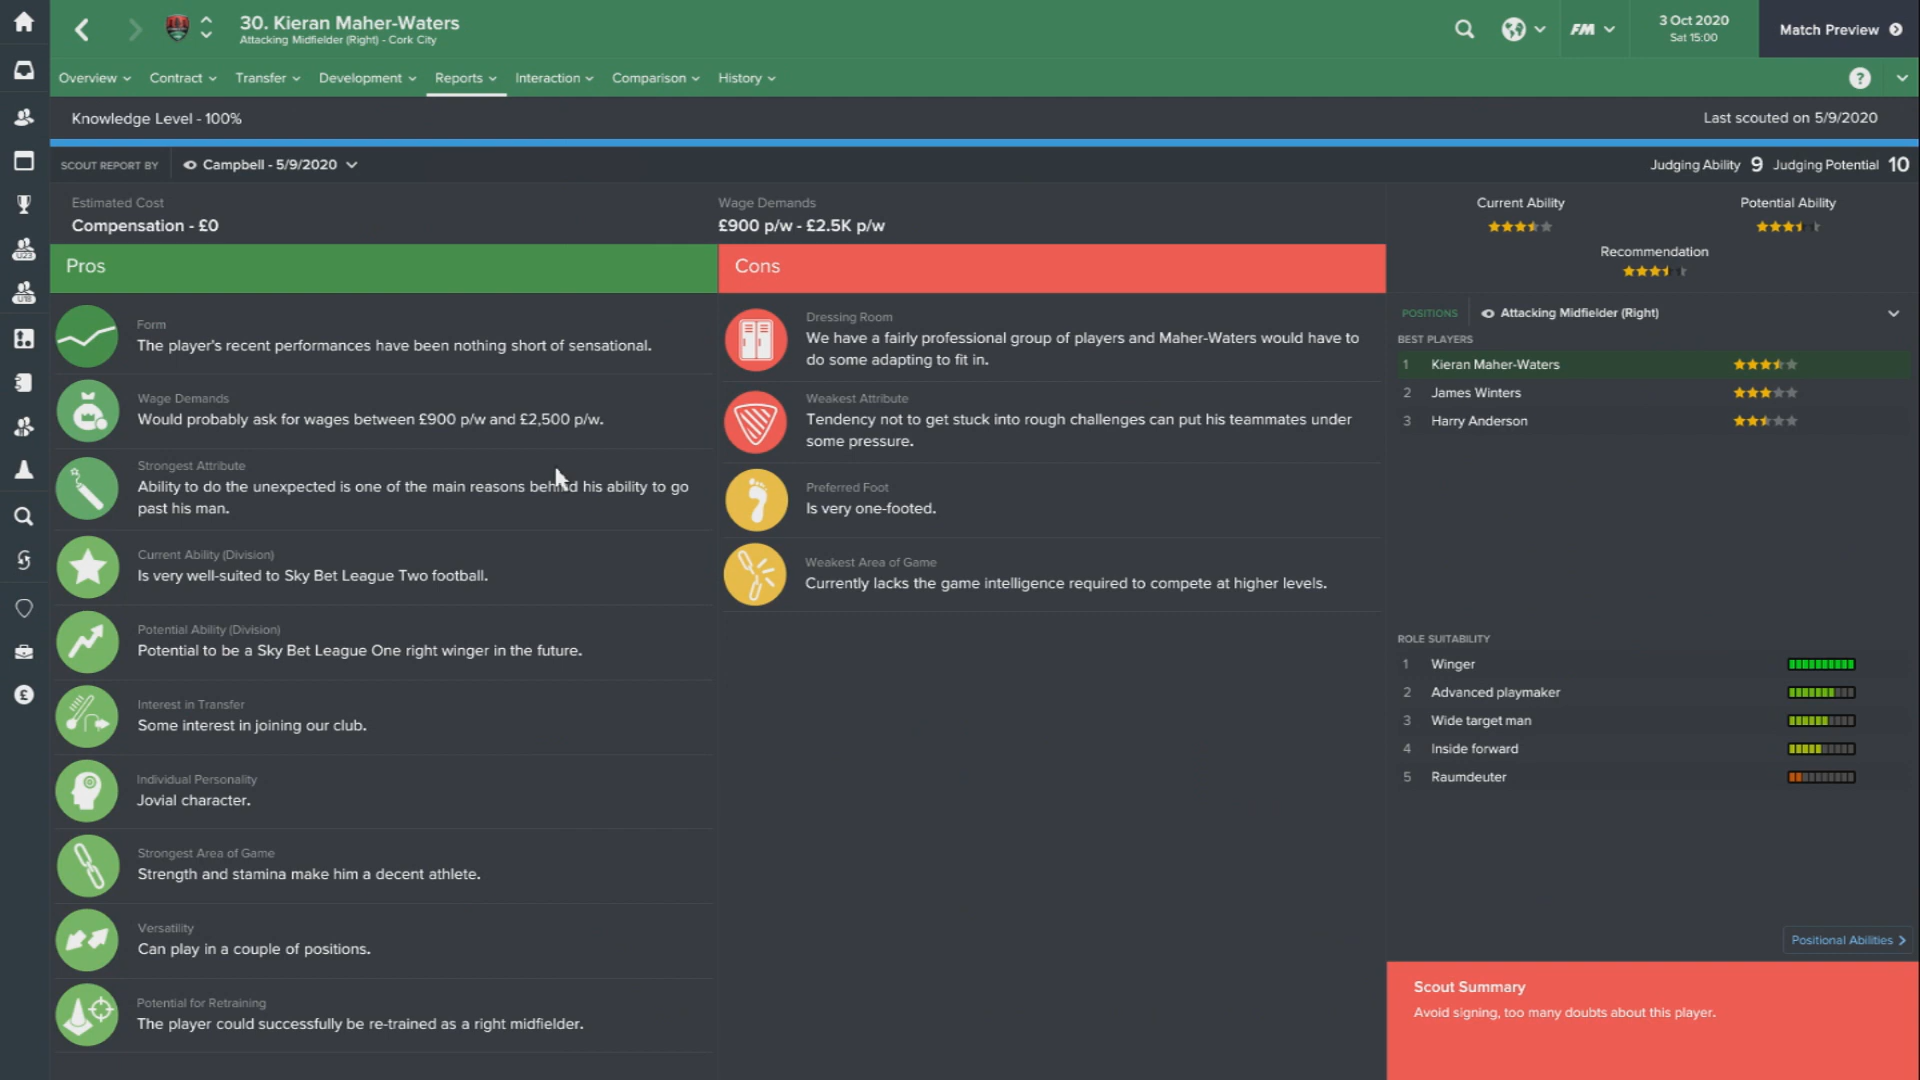 30. Kieran Maher-Waters
Attacking Midfielder (Right) - Cork City
FM
3 Oct 2020
Sat 15:00
Match Preview
Overview
Contract
Transfer
Development
Reports
Interaction
Comparison
History
?
Knowledge Level - 100%
Last scouted on 5/9/2020
SCOUT REPORT BY
Campbell - 5/9/2020
Judging Ability 9 Judging Potential 10
Estimated Cost
Compensation - £0
Wage Demands
£900 p/w - £2.5K p/w
Current Ability
Potential Ability
Recommendation
Pros
Form
The player's recent performances have been nothing short of sensational.
Wage Demands
Would probably ask for wages between £900 p/w and £2,500 p/w.
Strongest Attribute
Ability to do the unexpected is one of the main reasons behind his ability to go
past his man.
Current Ability (Division)
Is very well-suited to Sky Bet League Two football.
Potential Ability (Division)
Potential to be a Sky Bet League One right winger in the future.
Interest in Transfer
Some interest in joining our club.
Individual Personality
Jovial character.
Strongest Area of Game
Strength and stamina make him a decent athlete.
Versatility
Can play in a couple of positions.
Potential for Retraining
The player could successfully be re-trained as a right midfielder.
Cons
Dressing Room
We have a fairly professional group of players and Maher-Waters would have to
do some adapting to fit in.
Weakest Attribute
Tendency not to get stuck into rough challenges can put his teammates under
some pressure.
Preferred Foot
Is very one-footed.
Weakest Area of Game
Currently lacks the game intelligence required to compete at higher levels.
POSITIONS
Attacking Midfielder (Right)
BEST PLAYERS
1 Kieran Maher-Waters
2 James Winters
3 Harry Anderson
ROLE SUITABILITY
1 Winger
2 Advanced playmaker
3 Wide target man
4 Inside forward
5 Raumdeuter
Positional Abilities
Scout Summary
Avoid signing, too many doubts about this player.
U23
U18
£